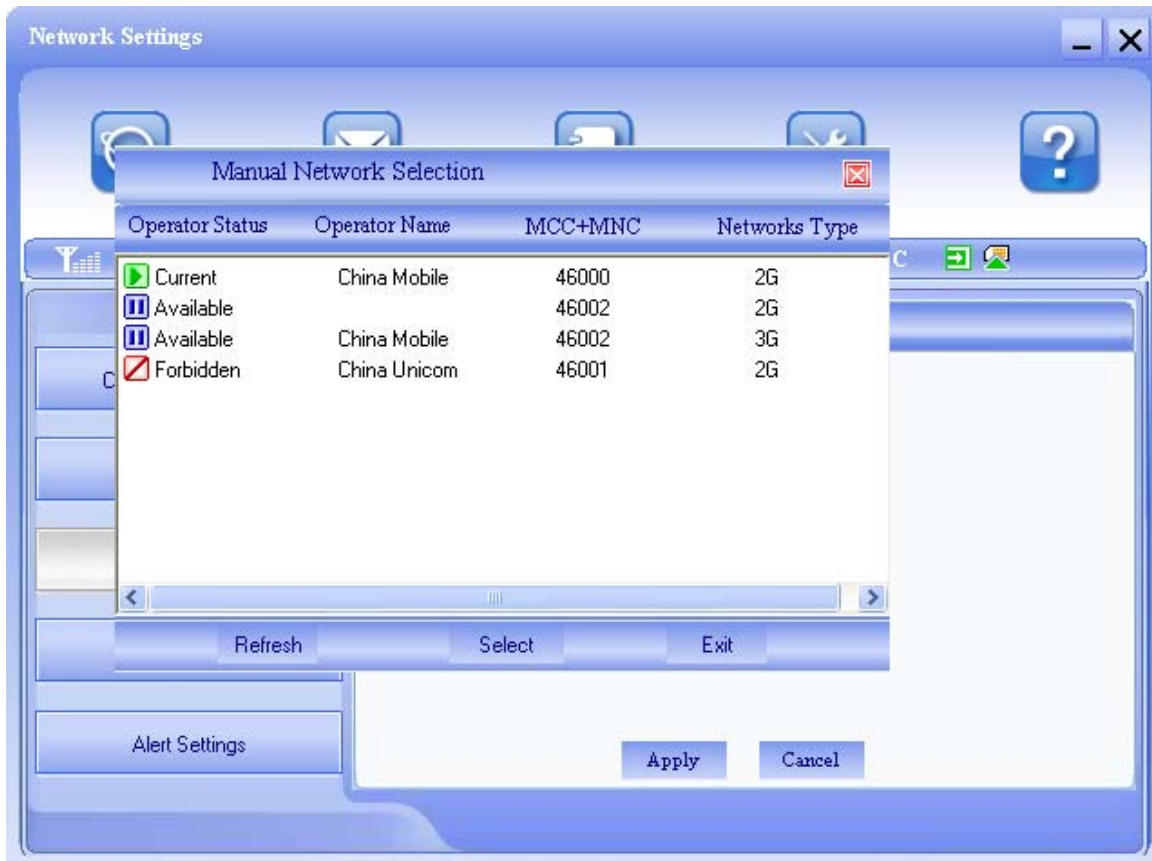 Network Settings
Manual Network Selection
Operator Status Operator Name MCC+MNC Networks Type
Current China Mobile 46000 2G
Available 46002 2G
Available China Mobile 46002 3G
Forbidden China Unicom 46001 2G
Refresh Select Exit
Alert Settings
Apply Cancel